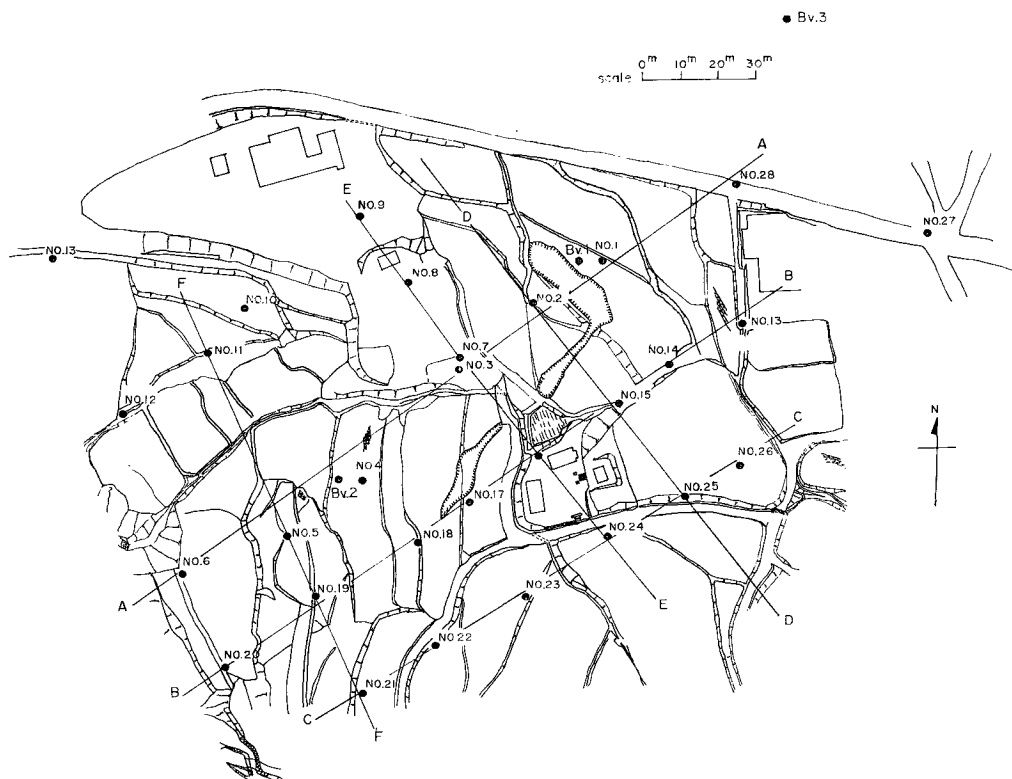 Bv.3
0m 10m 20m 30m
scale
A
NO.28
E
NO.9
D
NO.27
NO.13
Bv.1 NO.1
F
NO.8
B
NO.10
NO.2
NO.13
NO.11
NO.7
NO.14
NO.3
NO.12
NO.15
C
N
NO.26
NO.4
Bv.2
NO.17
NO.25
NO.5
NO.18
NO.24
NO.6
NO.19
NO.23
A
E
D
NO.2
NO.22
B
NO.21
C
F